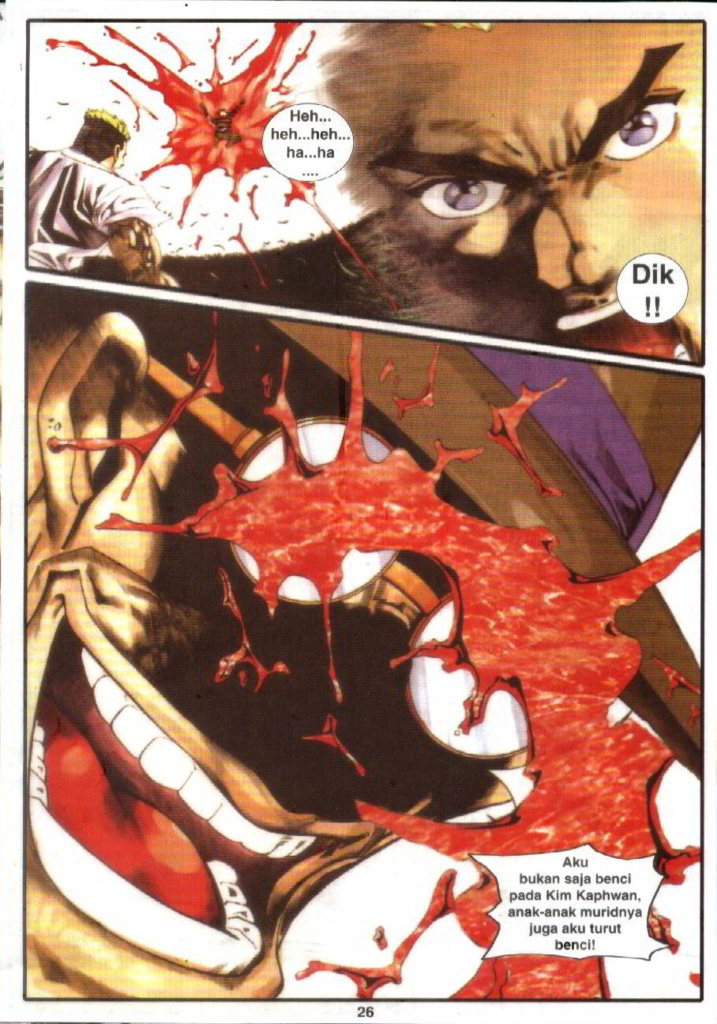 Heh...
heh...heh...
ha...ha
....
Dik
!!
Aku
bukan saja benci
pada Kim Kaphwan,
anak-anak muridnya
juga aku turut
benci!
26